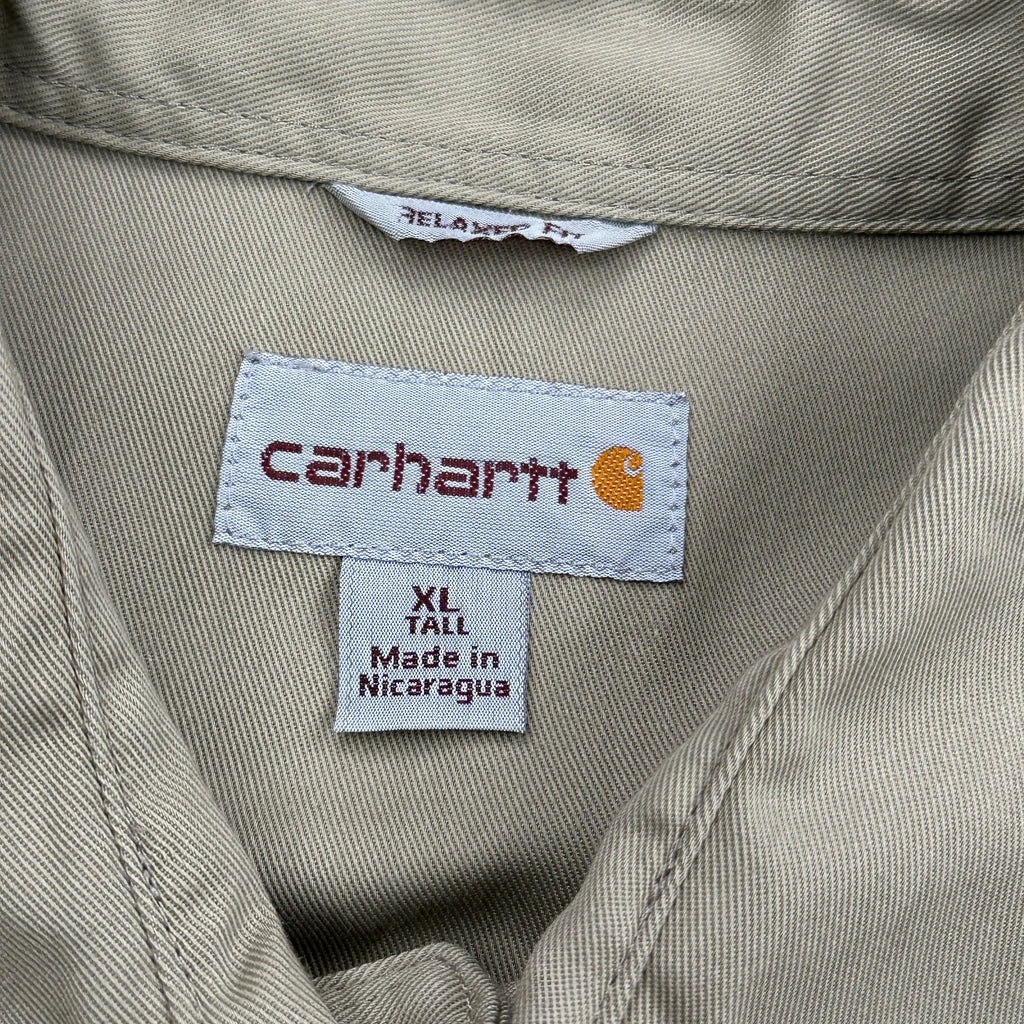 RELAXED FIT
carhartt
XL
TALL
Made in
Nicaragua